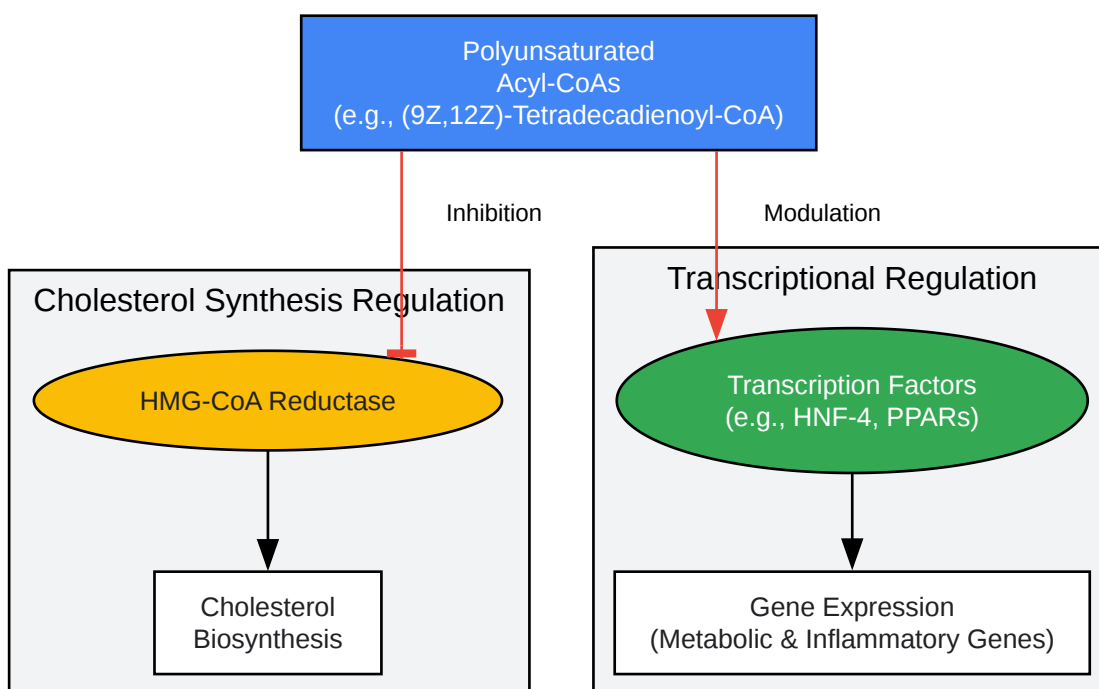 Polyunsaturated
Acyl-CoAs
(e.g., (9Z,12Z)-Tetradecadienoyl-CoA)
Inhibition
Modulation
Cholesterol Synthesis Regulation
HMG-CoA Reductase
Cholesterol
Biosynthesis
Transcriptional Regulation
Transcription Factors
(e.g., HNF-4, PPARs)
Gene Expression
(Metabolic & Inflammatory Genes)